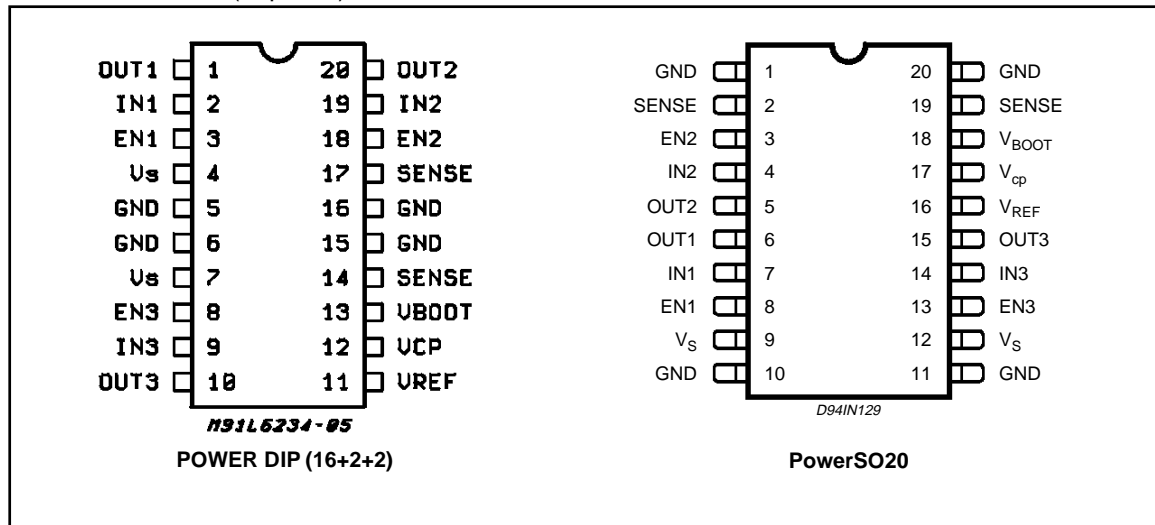 OUT1 1 20 OUT2
IN1 2 19 IN2
EN1 3 18 EN2
Vs 4 17 SENSE
GND 5 16 GND
GND 6 15 GND
Vs 7 14 SENSE
EN3 8 13 VBOOT
IN3 9 12 VCP
OUT3 10 11 VREF
M91L6234-05
POWER DIP (16+2+2)
GND 1 20 GND
SENSE 2 19 SENSE
EN2 3 18 VBOOT
IN2 4 17 Vcp
OUT2 5 16 VREF
OUT1 6 15 OUT3
IN1 7 14 IN3
EN1 8 13 EN3
VS 9 12 VS
GND 10 11 GND
D94IN129
PowerSO20